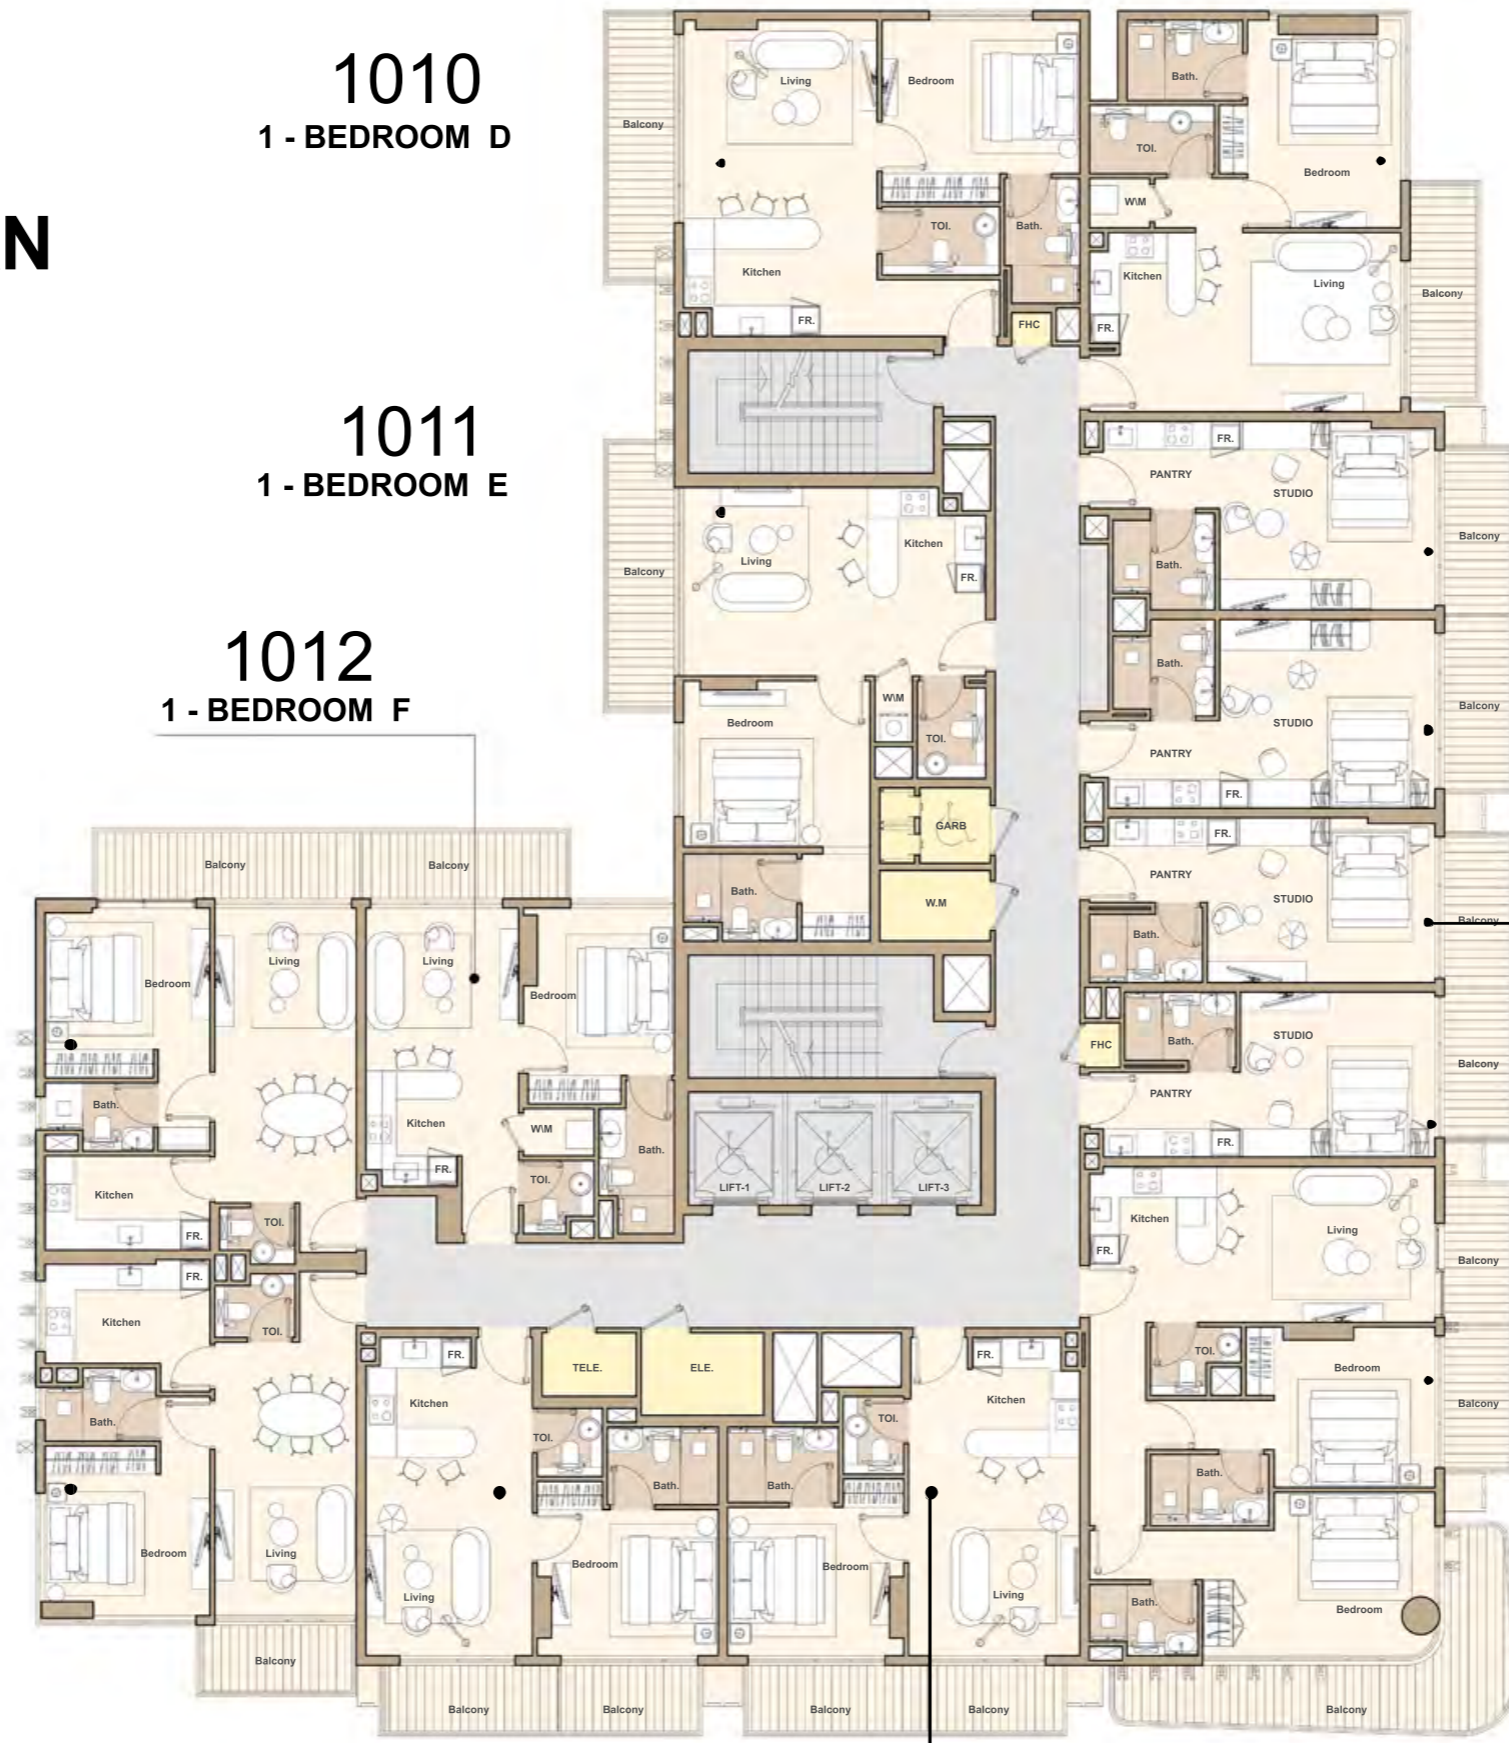 1010
1 - BEDROOM D
N
1011
1 - BEDROOM E
1012
1 - BEDROOM F
Living
Bedroom
Balcony
TOI.
Bath.
Kitchen
FR.
FHC
Bath.
TOI.
Bedroom
W\M
Kitchen
Living
FR.
Balcony
FR.
PANTRY
STUDIO
Balcony
Bath.
Kitchen
Living
FR.
Balcony
Bath.
STUDIO
Balcony
PANTRY
FR.
W\M
TOI.
Bedroom
GARB
Bath.
W.M
FR.
PANTRY
STUDIO
Balcony
Bath.
Balcony
Balcony
Living
Living
Bedroom
Bedroom
FHC
Bath.
STUDIO
Balcony
PANTRY
FR.
Bath.
Kitchen
W\M
Bath.
FR.
TOI.
LIFT-1
LIFT-2
LIFT-3
Kitchen
TOI.
FR.
Kitchen
Living
FR.
Balcony
FR.
Kitchen
TOI.
FR.
TELE.
ELE.
FR.
TOI.
Bedroom
Balcony
Kitchen
Kitchen
Bath.
TOI.
TOI.
Bath.
Bath.
Bath.
Living
Bedroom
Living
Bedroom
Bedroom
Living
Bath.
Bedroom
Balcony
Balcony
Balcony
Balcony
Balcony
Balcony